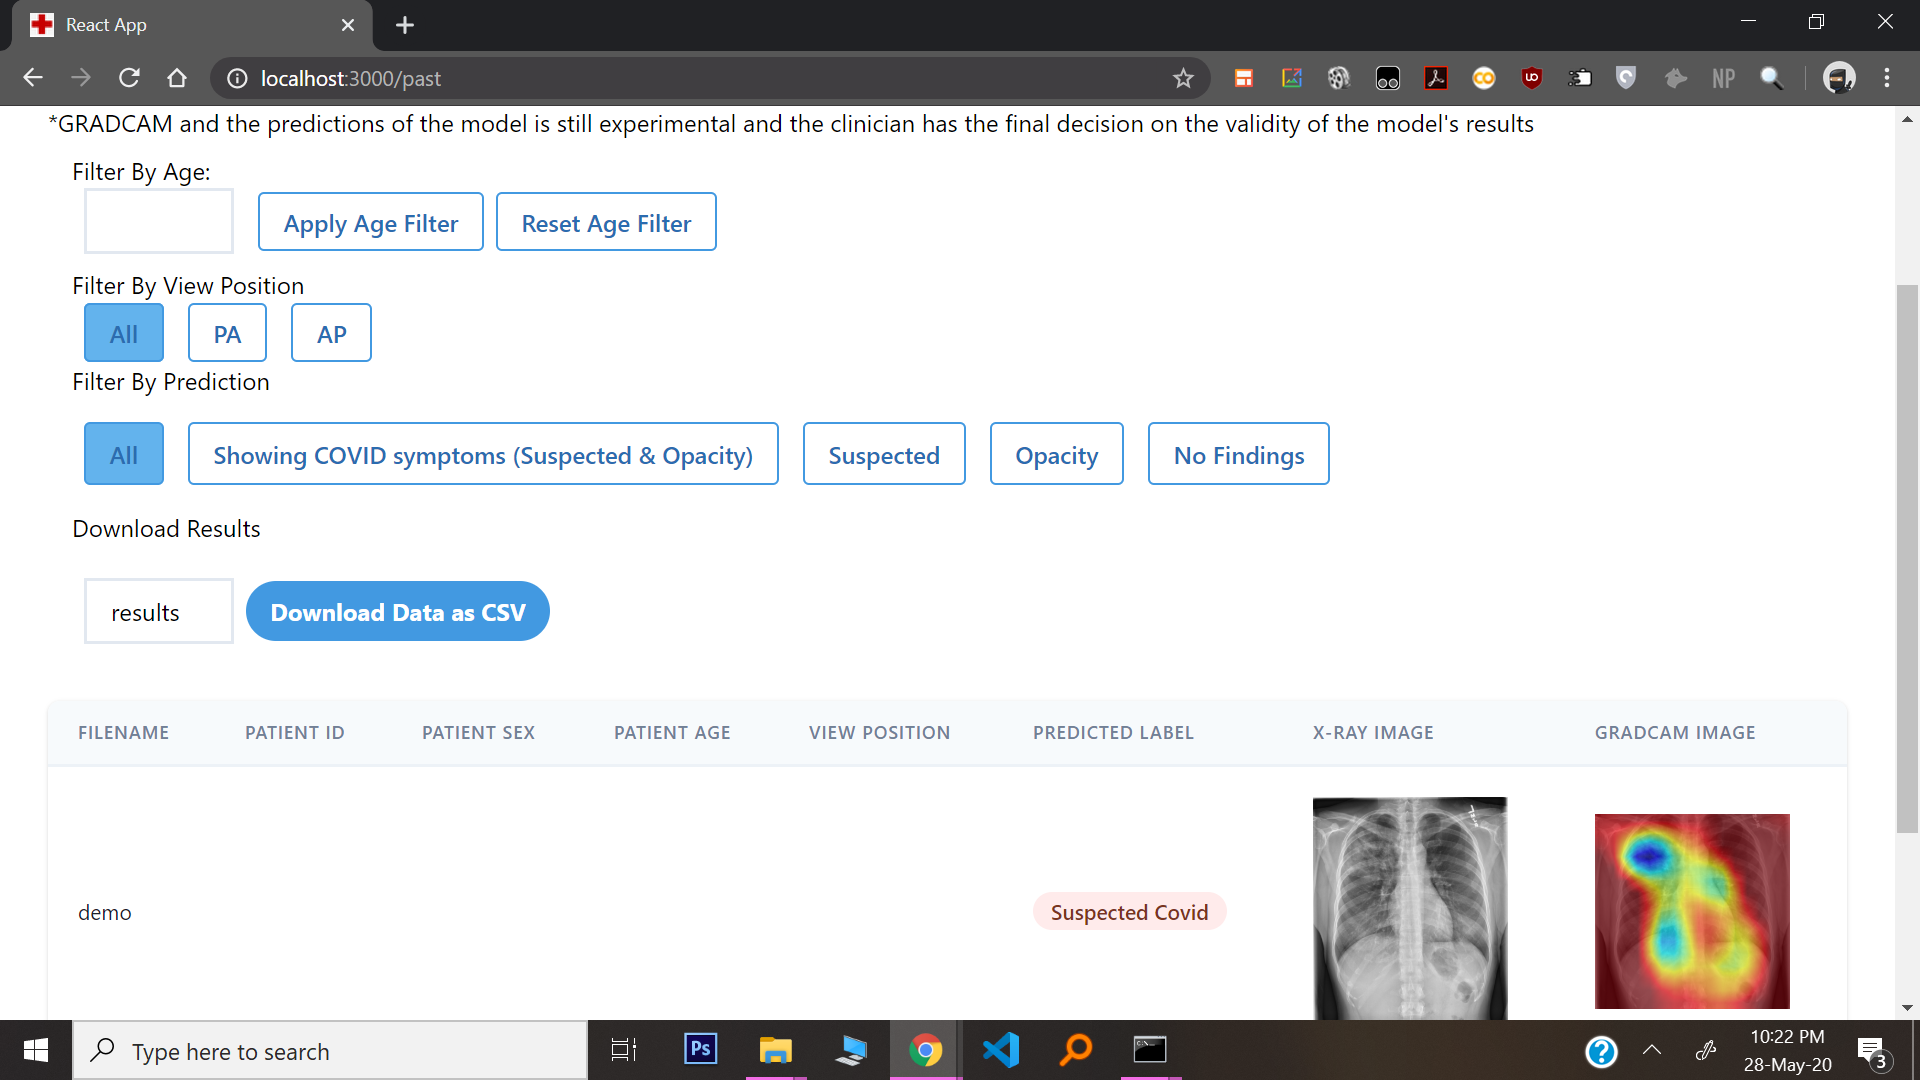 React App
localhost:3000/past
NP
*GRADCAM and the predictions of the model is still experimental and the clinician has the final decision on the validity of the model's results
Filter By Age:
Apply Age Filter
Reset Age Filter
Filter By View Position
All
PA
AP
Filter By Prediction
All
Showing COVID symptoms (Suspected & Opacity)
Suspected
Opacity
No Findings
Download Results
results
Download Data as CSV
FILENAME
PATIENT ID
PATIENT SEX
PATIENT AGE
VIEW POSITION
PREDICTED LABEL
X-RAY IMAGE
GRADCAM IMAGE
demo
Suspected Covid
Type here to search
Ps
10:22 PM
28-May-20
3